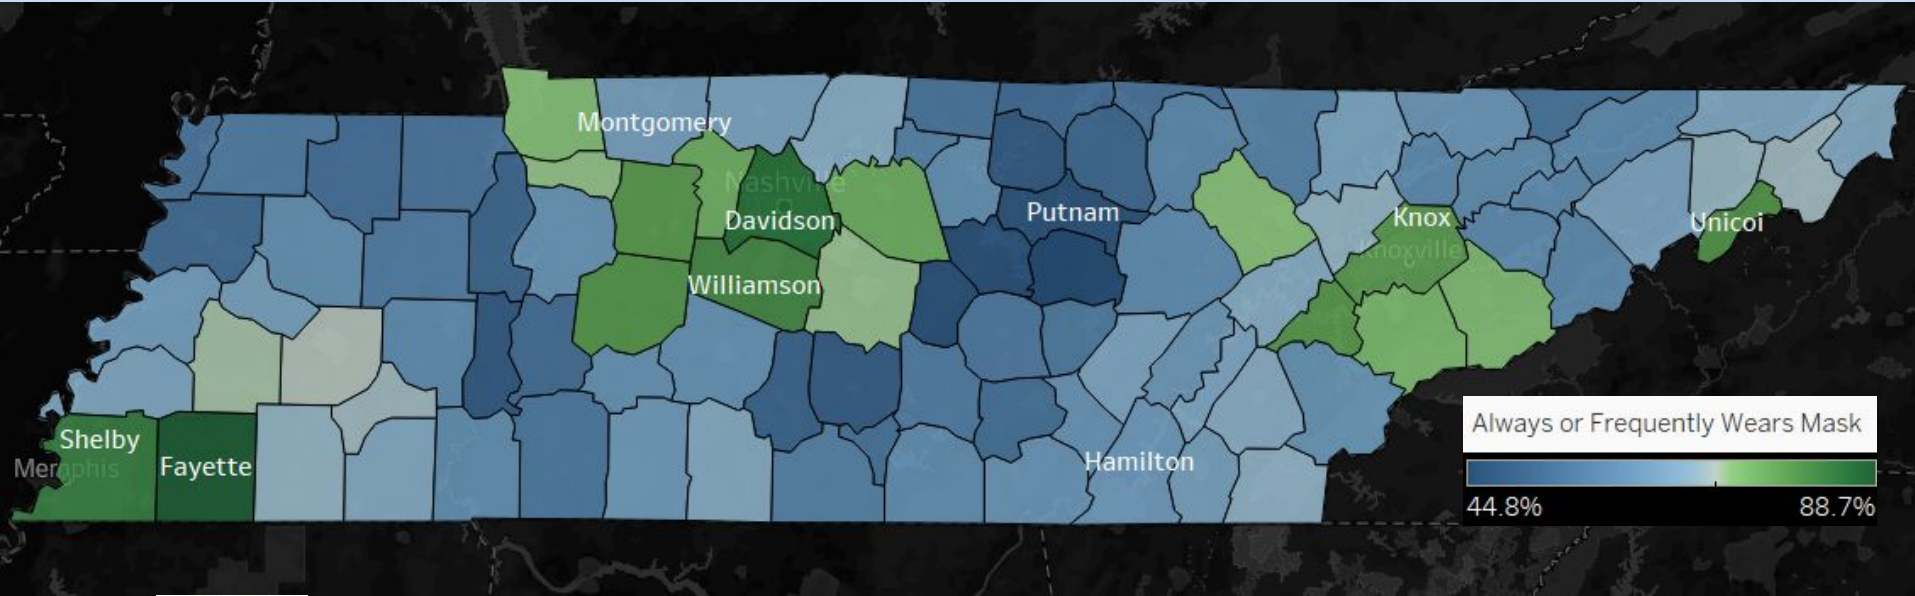 Montgomery
Nashville
Davidson
Putnam
Knox
Knoxville
Unicoi
Williamson
Shelby
Memphis
Fayette
Hamilton
Always or Frequently Wears Mask
44.8%
88.7%